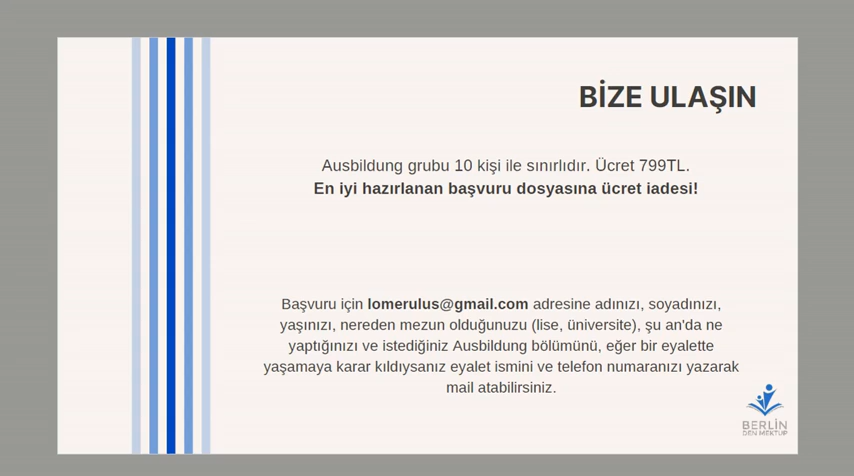 BİZE ULAŞIN
Ausbildung grubu 10 kişi ile sınırlıdır. Ücret 799TL.
En iyi hazırlanan başvuru dosyasına ücret iadesi!
Başvuru için lomerulus@gmail.com adresine adınızı, soyadınızı,
yaşınızı, nereden mezun olduğunuzu (lise, üniversite), şu an'da ne
yaptığınızı ve istediğiniz Ausbildung bölümünü, eğer bir eyalette
yaşamaya karar kıldıysanız eyalet ismini ve telefon numaranızı yazarak
mail atabilirsiniz.
BERLİN
DEN MEKTUP